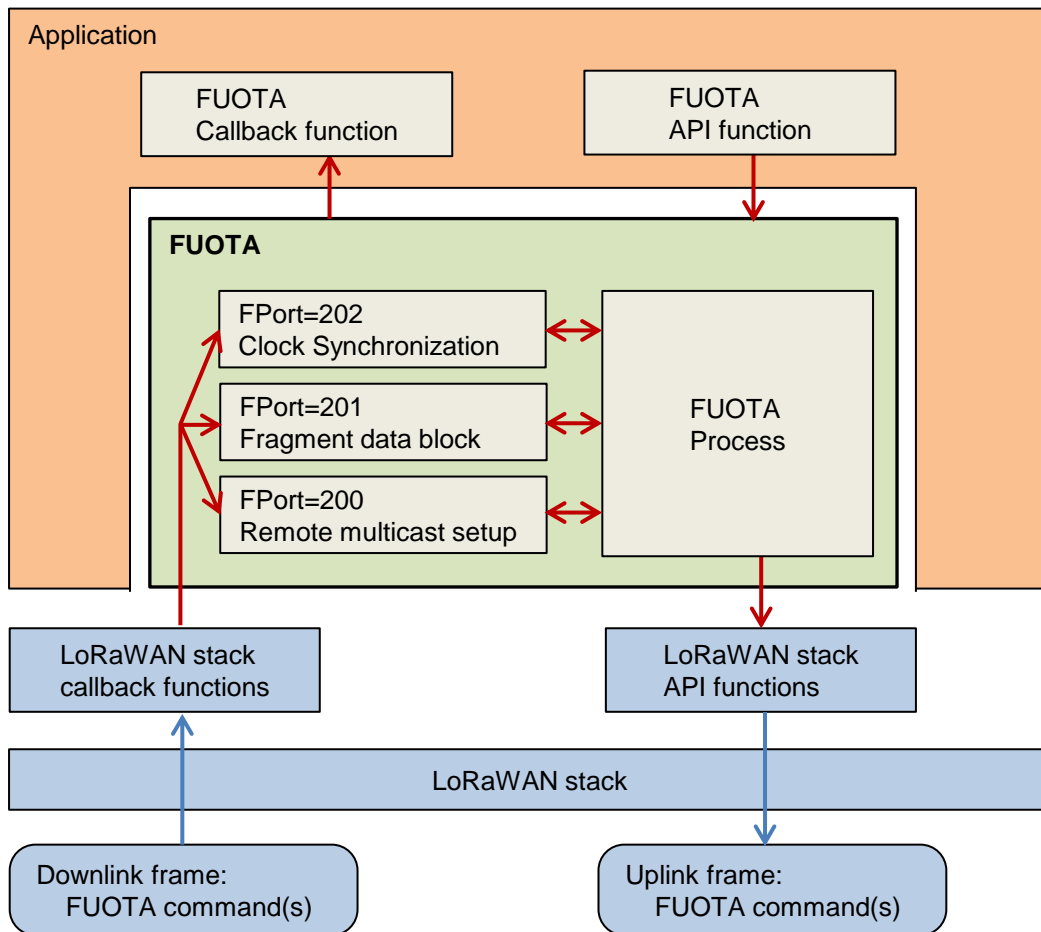 Application
FUOTA
Callback function
FUOTA
API function
FUOTA
FPort=202
Clock Synchronization
FPort=201
Fragment data block
FPort=200
Remote multicast setup
FUOTA
Process
LoRaWAN stack
callback functions
LoRaWAN stack
API functions
LoRaWAN stack
Downlink frame:
FUOTA command(s)
Uplink frame:
FUOTA command(s)